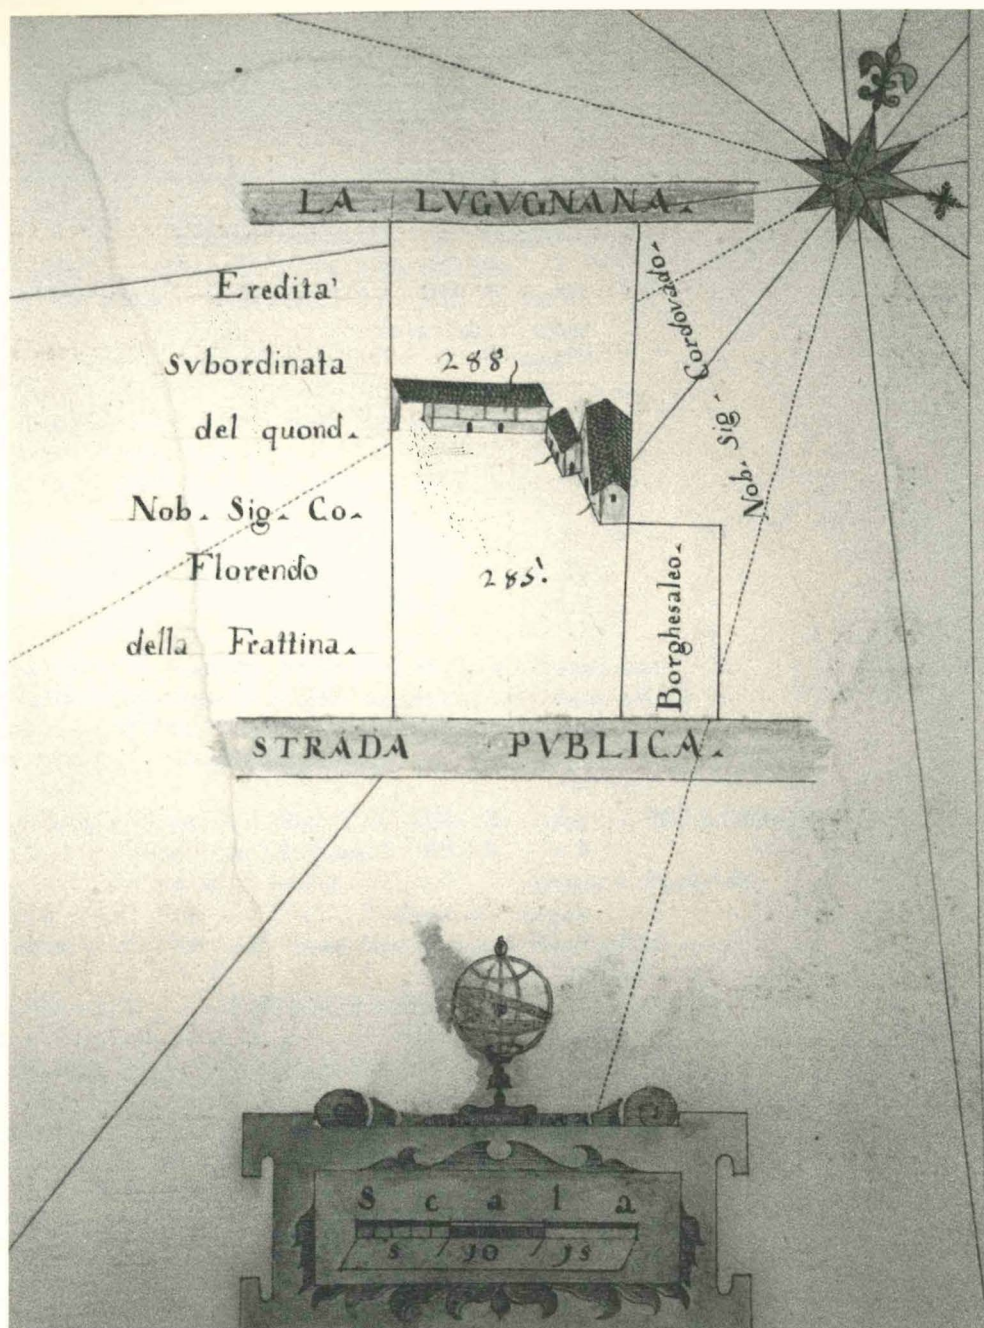 LA LVGVGNANA.
Eredita'
Svbordinata
del quond.
Nob. Sig. Co.
Florendo
della Frattina.
288,
285.
Nob. Sig. Cordovado.
Borghesaleo.
STRADA PVBLICA.
Scala
5 10 15